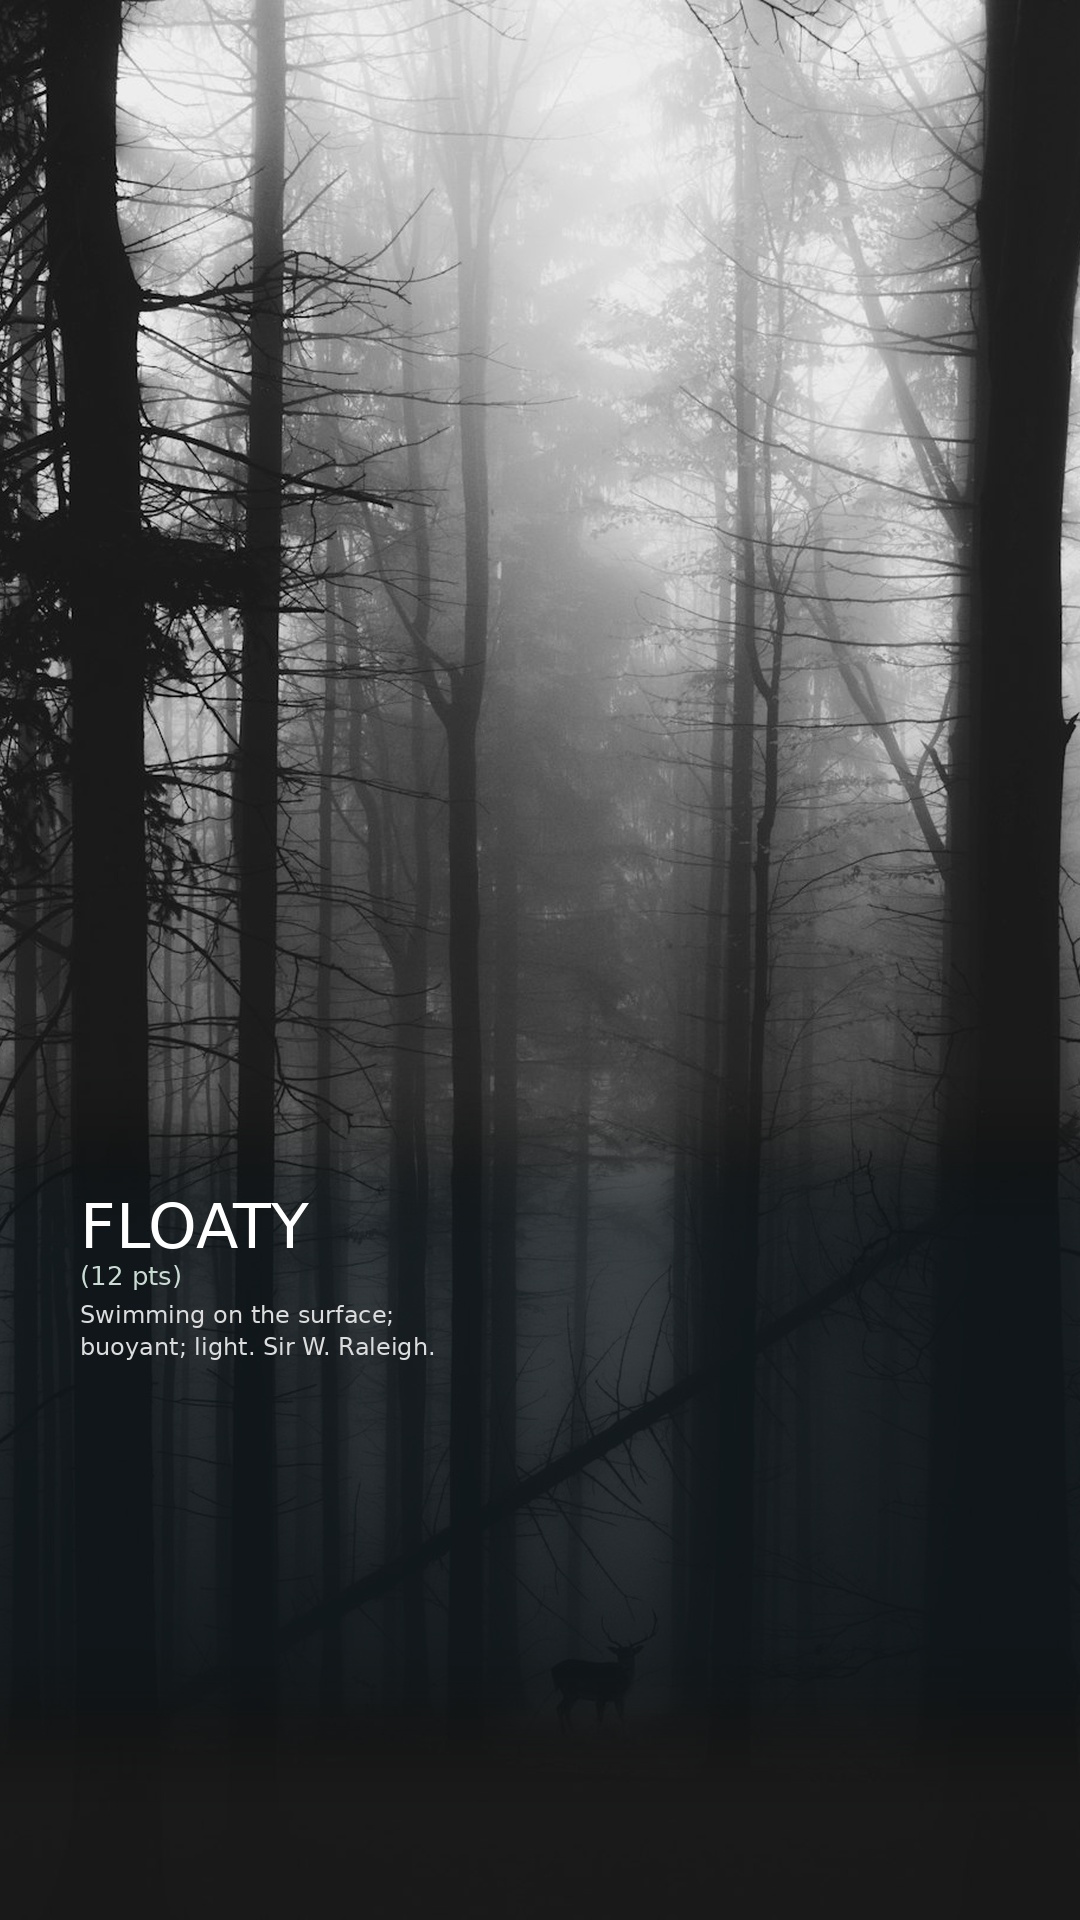 FLOATY
(12 pts)
Swimming on the surface;
buoyant; light. Sir W. Raleigh.